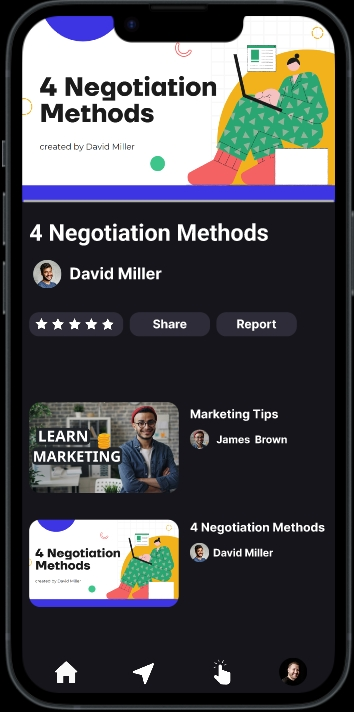 4 Negotiation
Methods
created by David Miller
4 Negotiation Methods
David Miller
Share
Report
LEARN
MARKETING
Marketing Tips
James Brown
4 Negotiation
Methods
created by David Miller
4 Negotiation Methods
David Miller